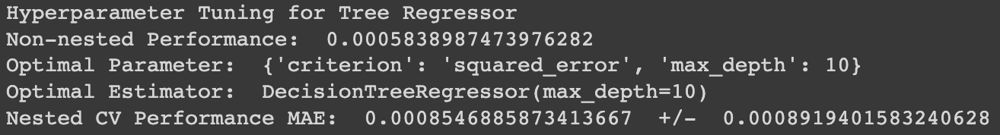 Hyperparameter Tuning for Tree Regressor
Non-nested Performance:  0.0005838987473976282
Optimal Parameter:  {'criterion': 'squared_error', 'max_depth': 10}
Optimal Estimator:  DecisionTreeRegressor(max_depth=10)
Nested CV Performance MAE:  0.0008546885873413667  +/-  0.0008919401583240628